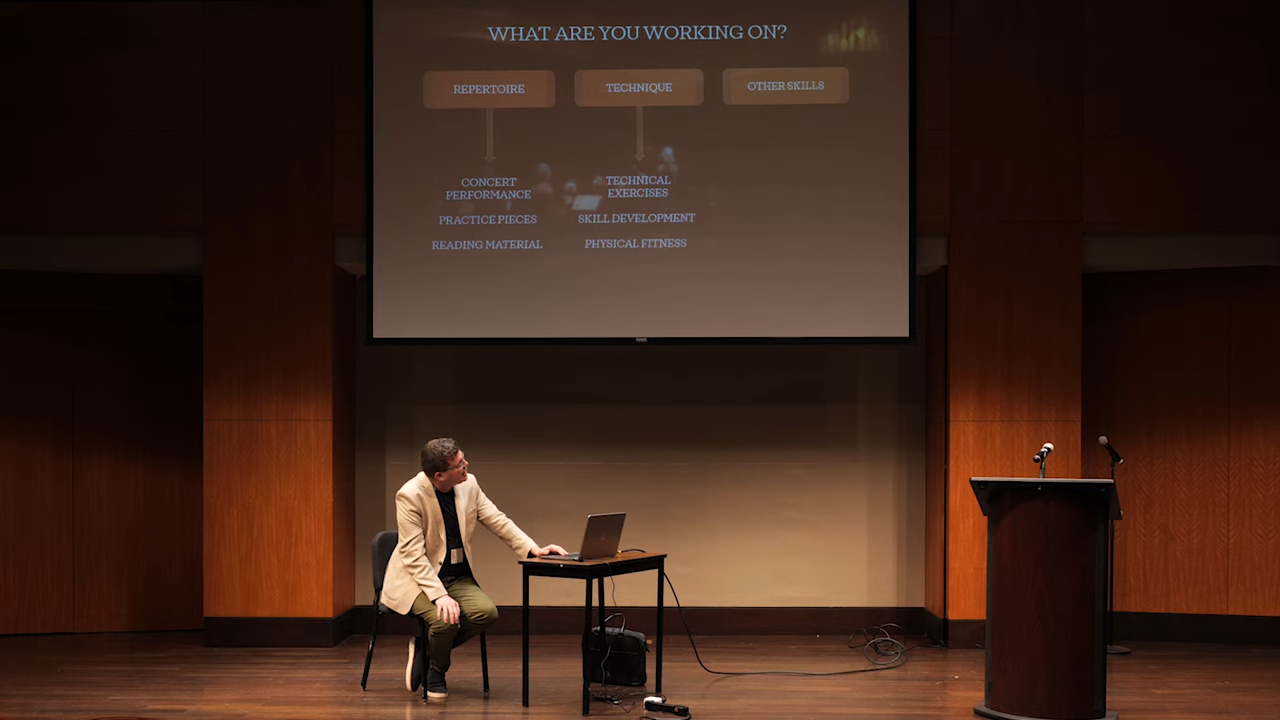 WHAT ARE YOU WORKING ON?
REPERTOIRE
TECHNIQUE
OTHER SKILLS
CONCERT
PERFORMANCE
PRACTICE PIECES
READING MATERIAL
TECHNICAL
EXERCISES
SKILL DEVELOPMENT
PHYSICAL FITNESS